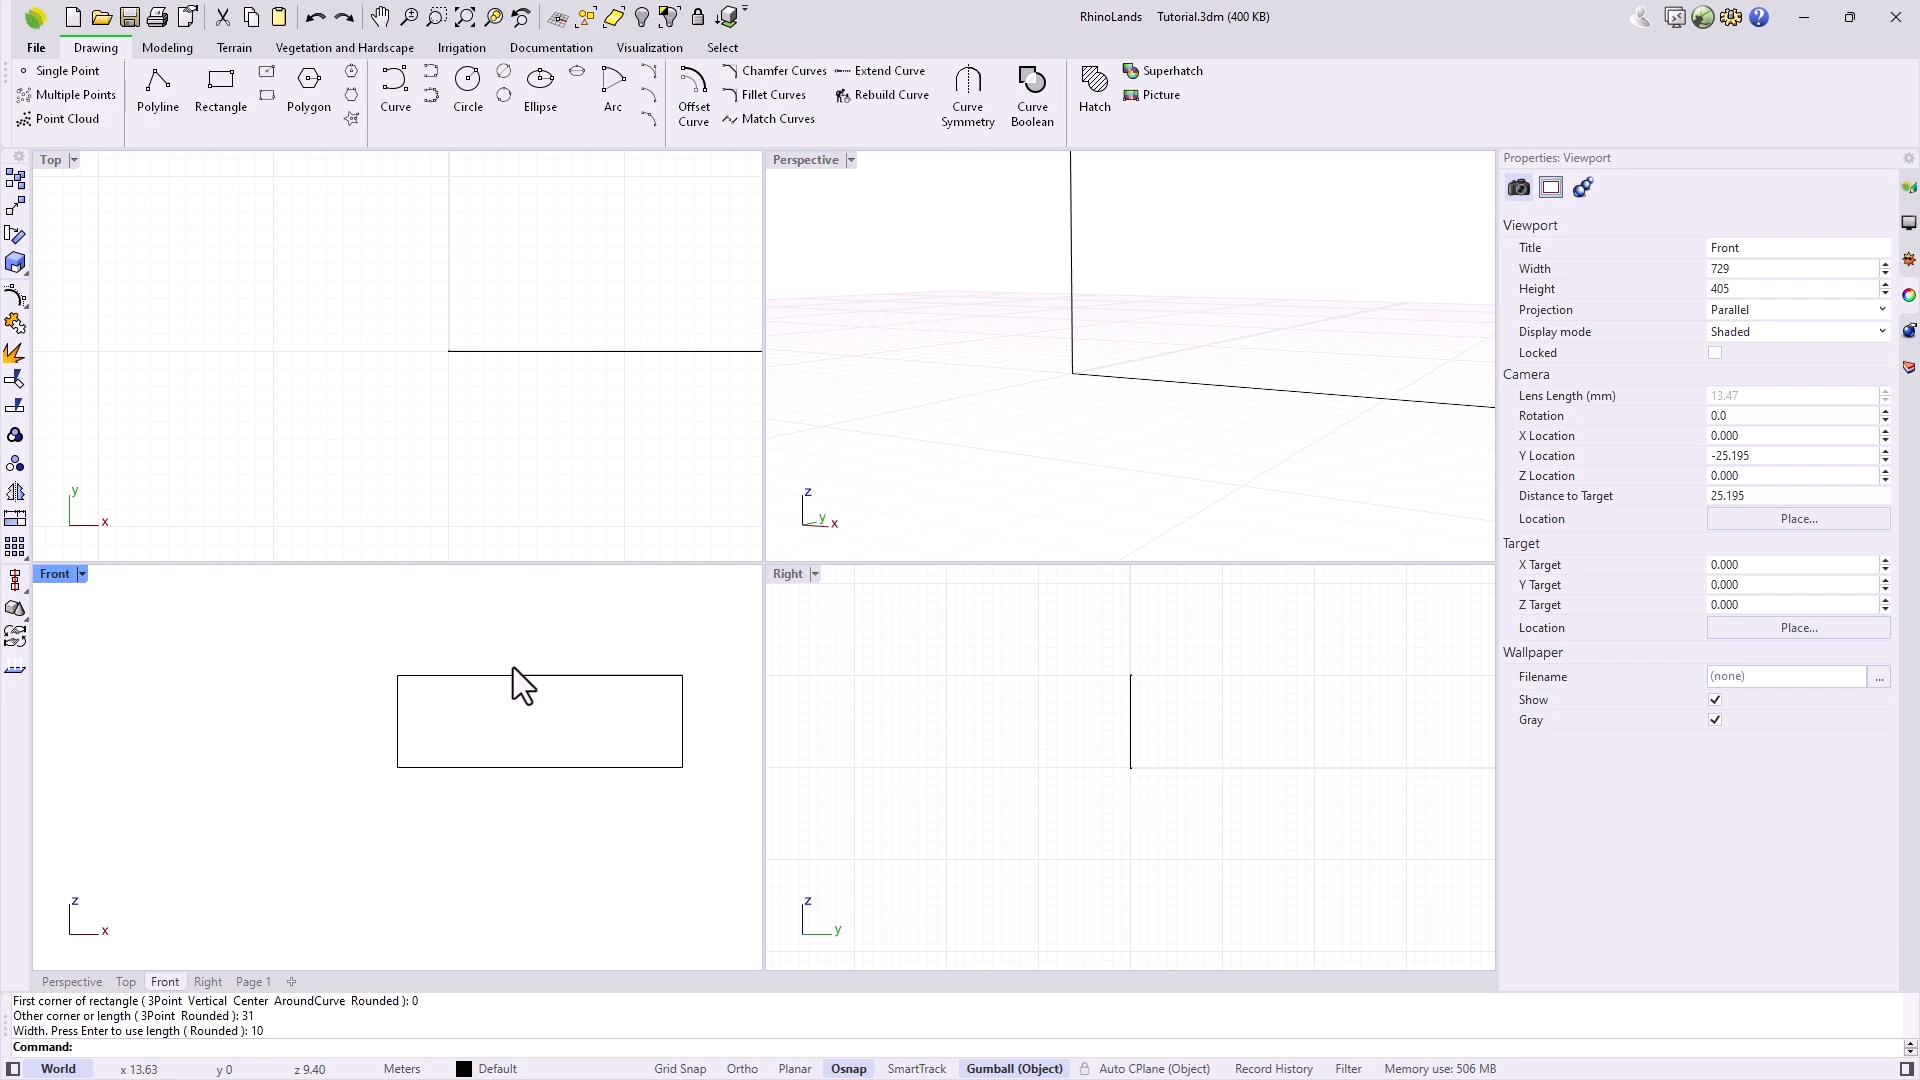 RhinoLands Tutorial.3dm (400 KB)
File Drawing Modeling Terrain Vegetation and Hardscape Irrigation Documentation Visualization Select
Single Point
Multiple Points
Point Cloud
Polyline
Rectangle
Polygon
Curve
Circle
Ellipse
Arc
Offset
Curve
Chamfer Curves
Fillet Curves
Match Curves
Extend Curve
Rebuild Curve
Curve
Symmetry
Curve
Boolean
Hatch
Superhatch
Picture
Top
Perspective
y
x
z
y
x
Front
Right
z
x
z
y
Properties: Viewport
Viewport
Title Front
Width 729
Height 405
Projection Parallel
Display mode Shaded
Locked
Camera
Lens Length (mm) 13.47
Rotation 0.0
X Location 0.000
Y Location -25.195
Z Location 0.000
Distance to Target 25.195
Location Place...
Target
X Target 0.000
Y Target 0.000
Z Target 0.000
Location Place...
Wallpaper
Filename (none) ...
Show
Gray
Perspective Top Front Right Page 1
First corner of rectangle ( 3Point Vertical Center AroundCurve Rounded ): 0
Other corner or length ( 3Point Rounded ): 31
Width. Press Enter to use length ( Rounded ): 10
Command:
World x 13.63 y 0 z 9.40 Meters Default Grid Snap Ortho Planar Osnap SmartTrack Gumball (Object) Auto CPlane (Object) Record History Filter Memory use: 506 MB